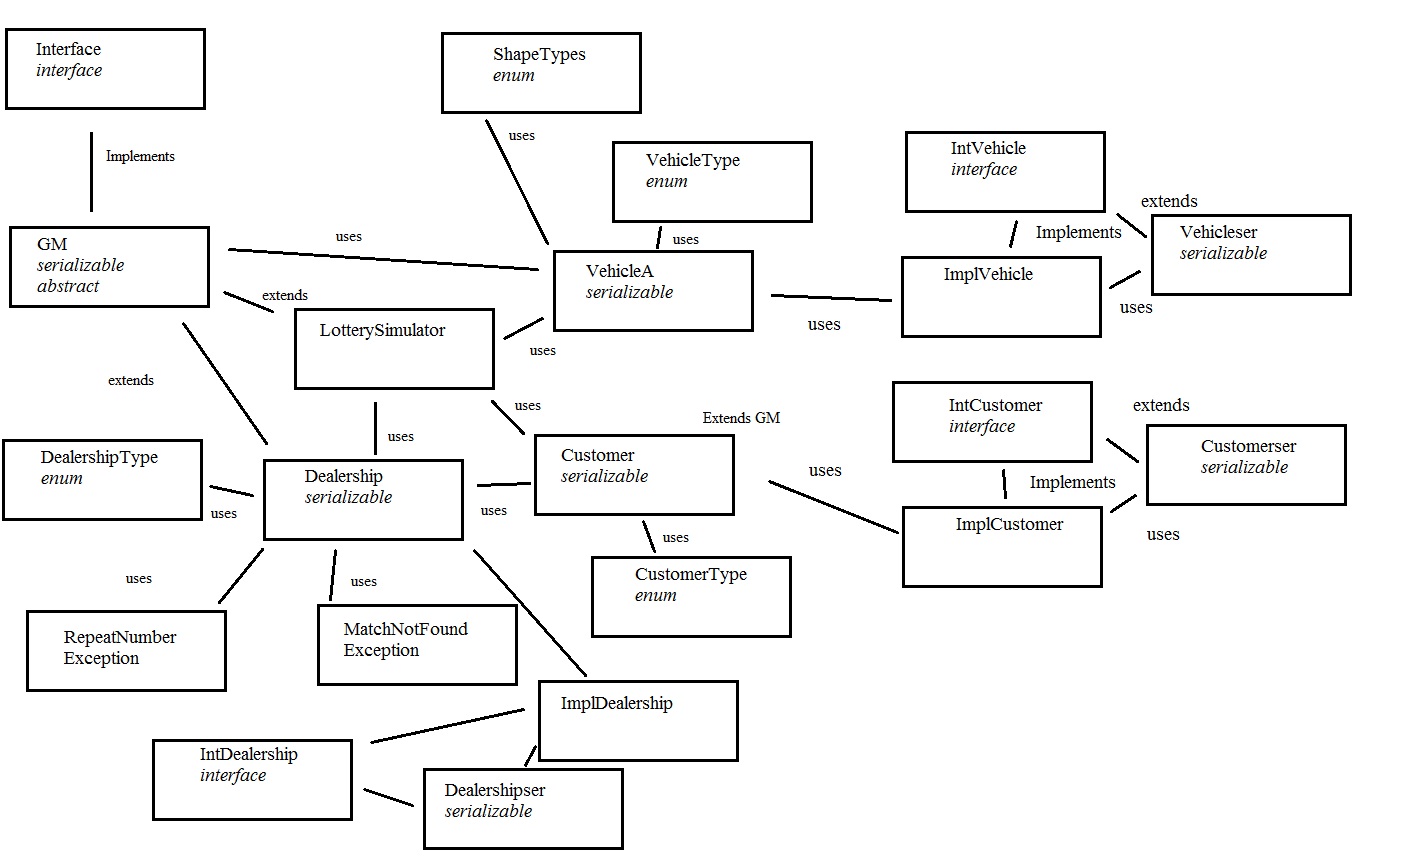 Interface
interface
ShapeTypes
enum
Implements
uses
VehicleType
enum
IntVehicle
interface
extends
GM
serializable
abstract
uses
uses
Implements
Vehicleser
serializable
VehicleA
serializable
ImplVehicle
extends
LotterySimulator
uses
uses
uses
extends
uses
uses
Extends GM
IntCustomer
interface
extends
DealershipType
enum
Dealership
serializable
Customer
serializable
uses
Implements
Customerser
serializable
uses
uses
ImplCustomer
uses
uses
uses
uses
CustomerType
enum
RepeatNumber
Exception
MatchNotFound
Exception
ImplDealership
IntDealership
interface
Dealershipser
serializable